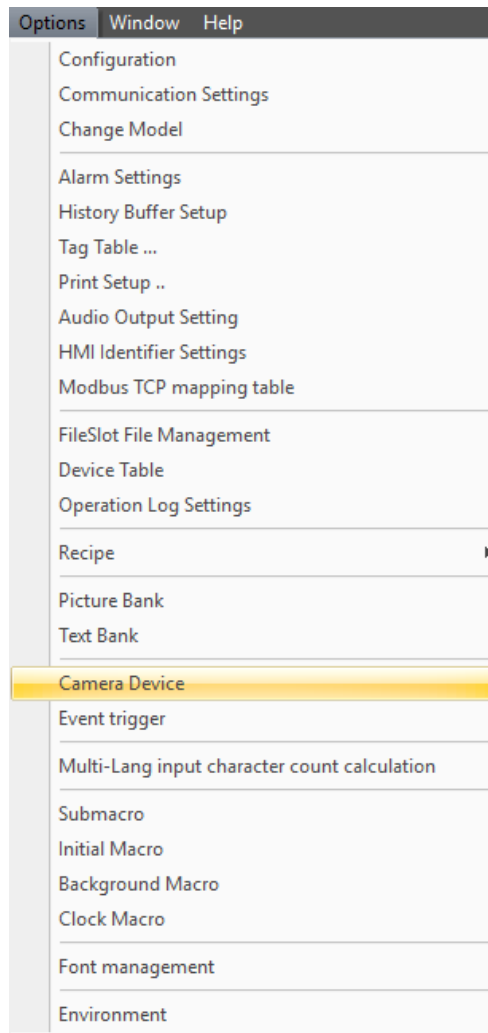 Options Window Help
Configuration
Communication Settings
Change Model
Alarm Settings
History Buffer Setup
Tag Table ...
Print Setup ..
Audio Output Setting
HMI Identifier Settings
Modbus TCP mapping table
FileSlot File Management
Device Table
Operation Log Settings
Recipe
Picture Bank
Text Bank
Camera Device
Event trigger
Multi-Lang input character count calculation
Submacro
Initial Macro
Background Macro
Clock Macro
Font management
Environment